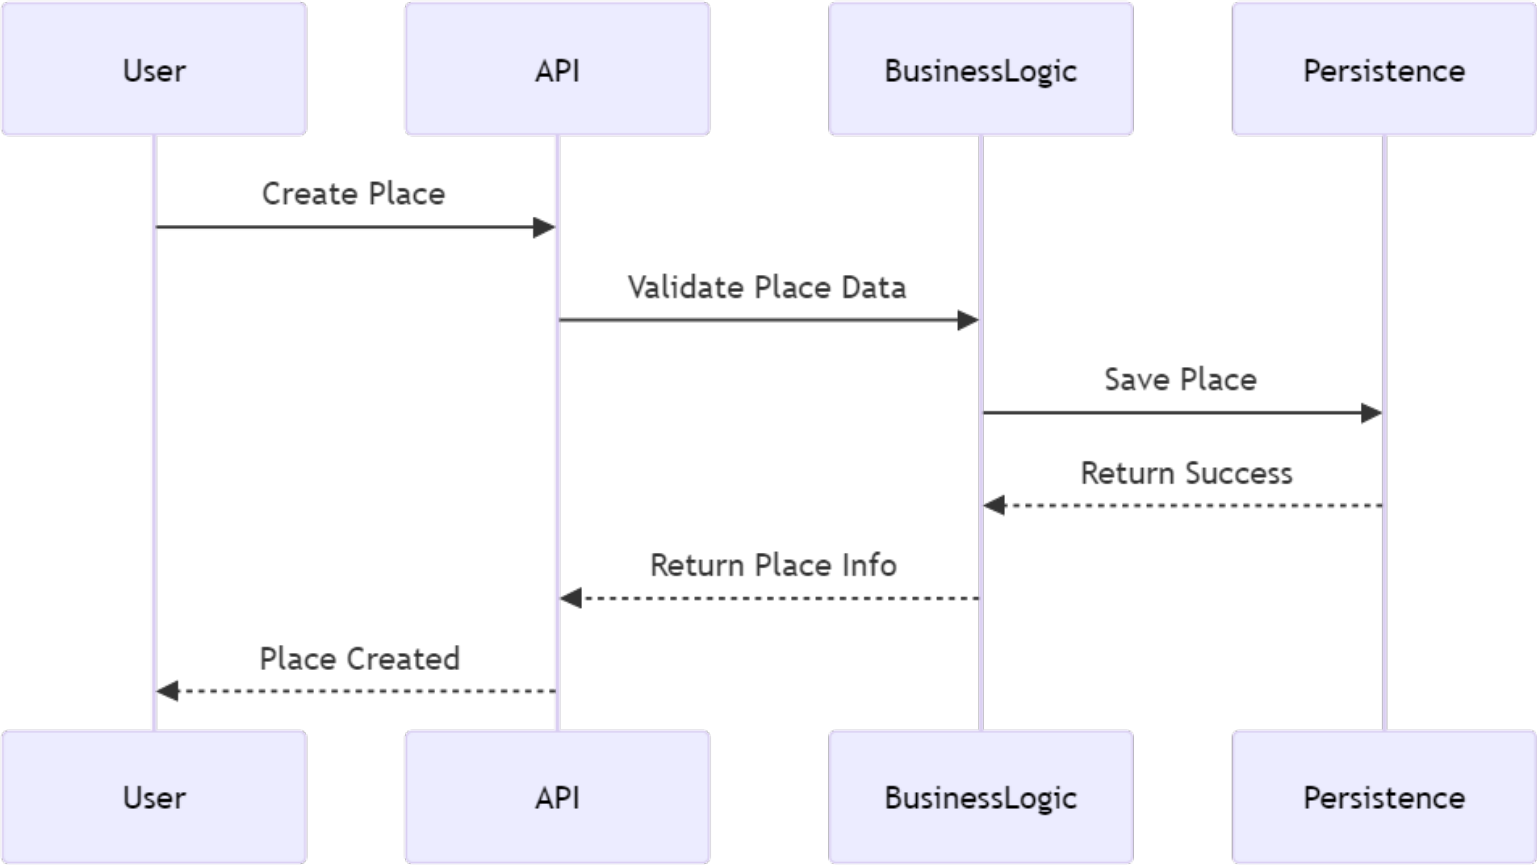 User
API
BusinessLogic
Persistence
Create Place
Validate Place Data
Save Place
Return Success
Return Place Info
Place Created
User
API
BusinessLogic
Persistence